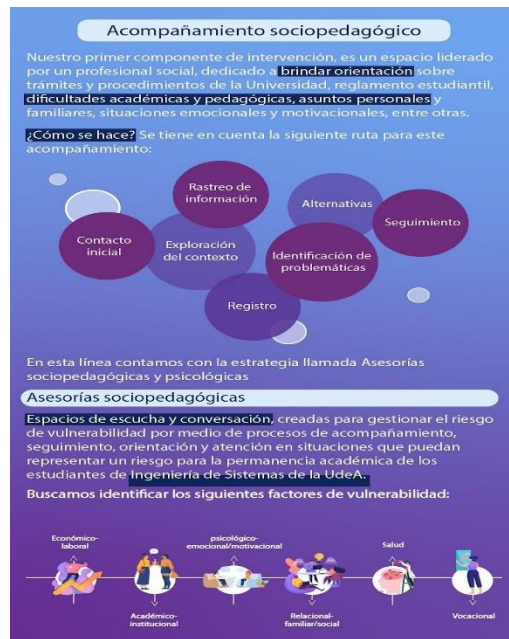 Acompañamiento sociopedagógico
Nuestro primer componente de intervención, es un espacio liderado
por un profesional social, dedicado a brindar orientación sobre
trámites y procedimientos de la Universidad, reglamento estudiantil,
dificultades académicas y pedagógicas, asuntos personales y
familiares, situaciones emocionales y motivacionales, entre otras.
¿Cómo se hace? Se tiene en cuenta la siguiente ruta para este
acompañamiento:
Contacto
inicial
Rastreo de
información
Exploración
del contexto
Registro
Alternativas
Identificación de
problemáticas
Seguimiento
En esta línea contamos con la estrategia llamada Asesorías
sociopedagógicas y psicológicas
Asesorías sociopedagógicas
Espacios de escucha y conversación, creadas para gestionar el riesgo
de vulnerabilidad por medio de procesos de acompañamiento,
seguimiento, orientación y atención en situaciones que puedan
representar un riesgo para la permanencia académica de los
estudiantes de Ingeniería de Sistemas de la UdeA.
Buscamos identificar los siguientes factores de vulnerabilidad:
Económico-
laboral
Académico-
institucional
psicológico-
emocional/motivacional
Relacional-
familiar/social
Salud
Vocacional